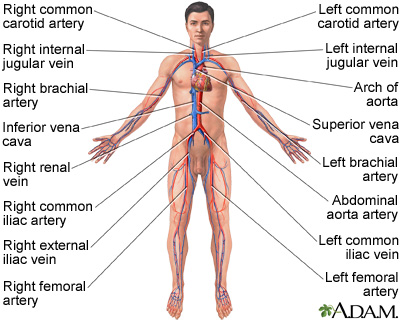 Right common
carotid artery
Right internal
jugular vein
Right brachial
artery
Inferior vena
cava
Right renal
vein
Right common
iliac artery
Right external
iliac vein
Right femoral
artery
Left common
carotid artery
Left internal
jugular vein
Arch of
aorta
Superior vena
cava
Left brachial
artery
Abdominal
aorta artery
Left common
iliac vein
Left femoral
artery
ADAM.